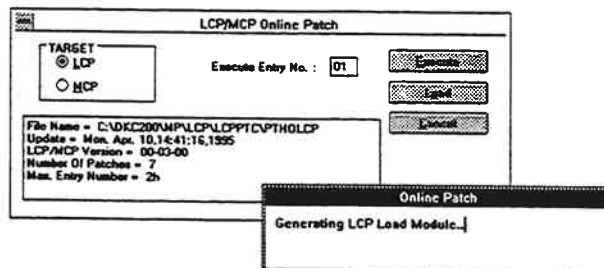 LCP/MCP Online Patch
TARGET
LCP
MCP
Execute Entry No. : 01
Execute
Load
Cancel
File Name = C:\DKC200\MP\LCP\LCPPTC\PTHOLCP
Update = Mon. Apr. 10,14:41:16,1995
LCP/MCP Version = 00-03-00
Number Of Patches = 7
Max. Entry Number = 2h
Online Patch
Generating LCP Load Module..